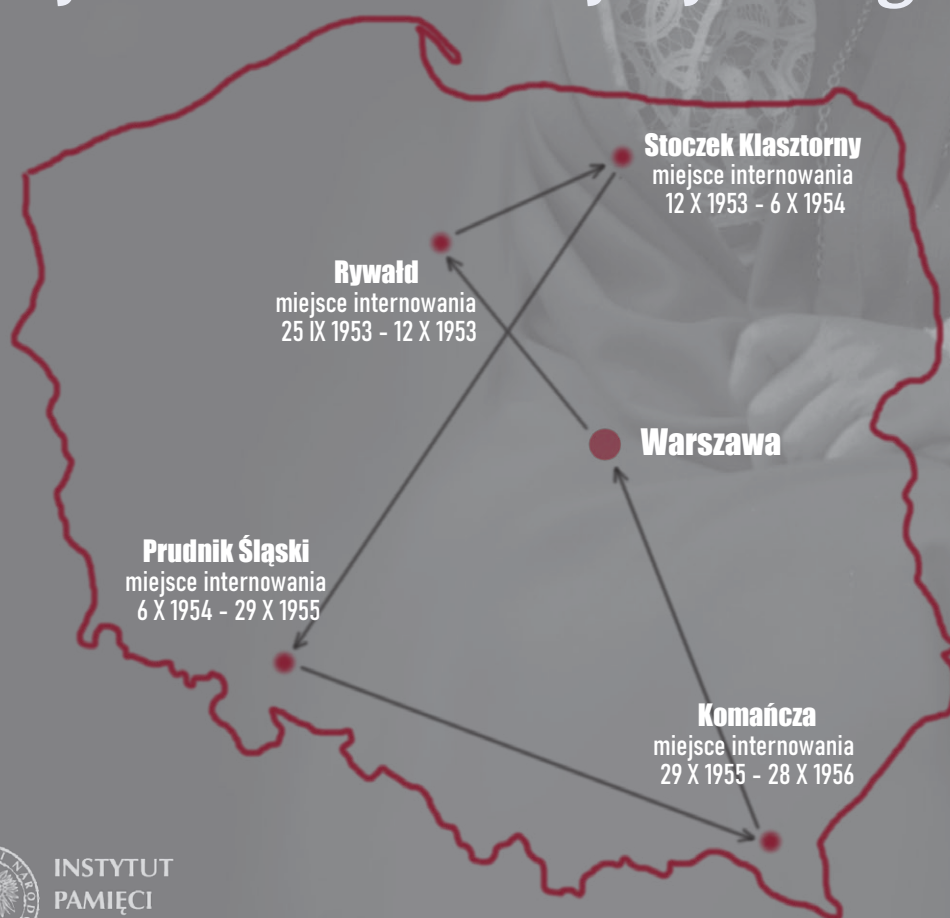 Stoczek Klasztorny
miejsce internowania
12 X 1953 - 6 X 1954
Rywałd
miejsce internowania
25 IX 1953 - 12 X 1953
Warszawa
Prudnik Śląski
miejsce internowania
6 X 1954 - 29 X 1955
Komańcza
miejsce internowania
29 X 1955 - 28 X 1956
INSTYTUT
PAMIĘCI